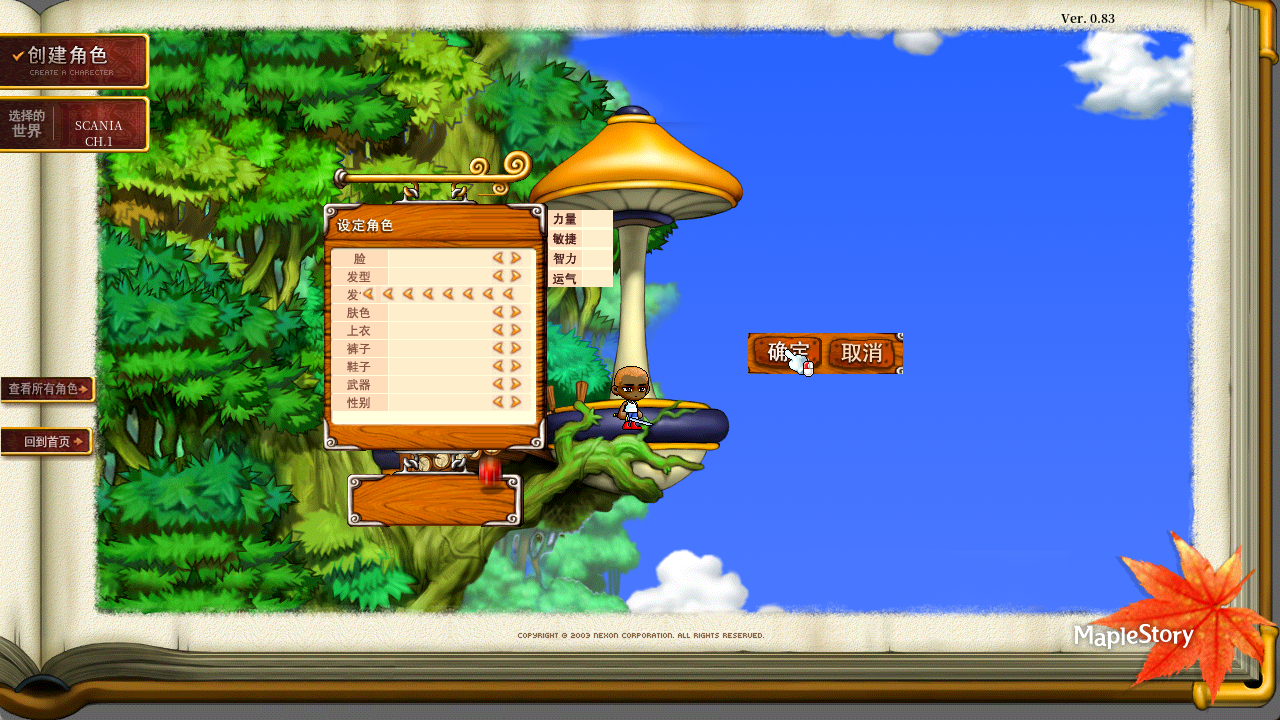 Ver. 0.83
创建角色
CREATE A CHARECTER
选择的
世界
SCANIA
CH.1
设定角色
脸
发型
发
肤色
上衣
裤子
鞋子
武器
性别
力量
敏捷
智力
运气
确定
取消
查看所有角色
回到首页
COPYRIGHT @ 2003 NEXON CORPORATION. ALL RIGHTS RESERVED.
MapleStory